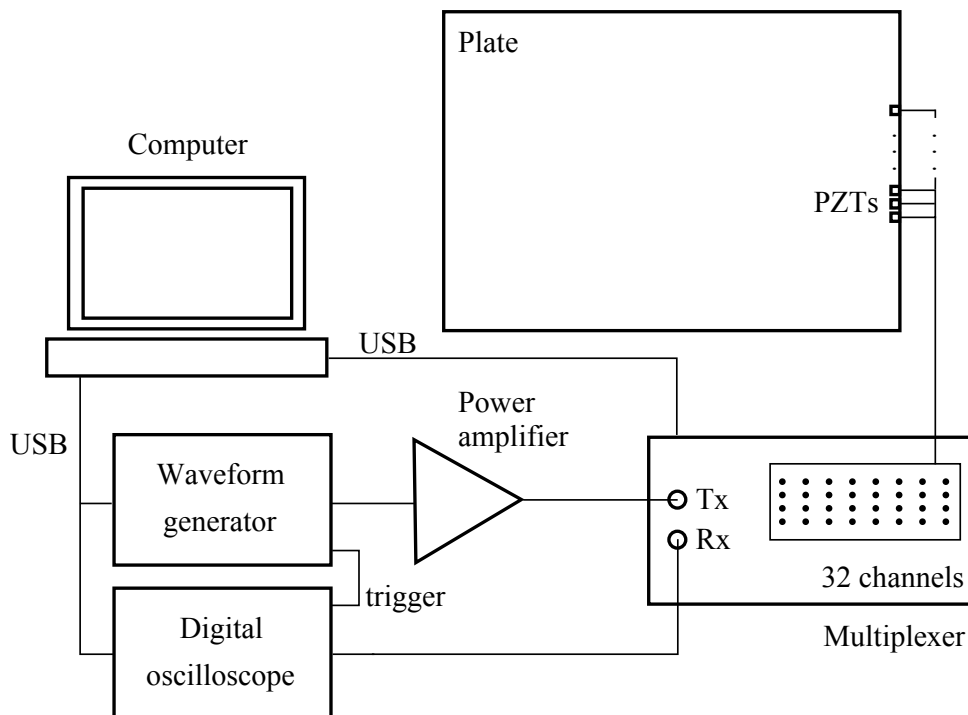 Plate
Computer
PZTs
USB
Power
amplifier
USB
Waveform
generator
Tx
Rx
trigger
32 channels
Digital
oscilloscope
Multiplexer